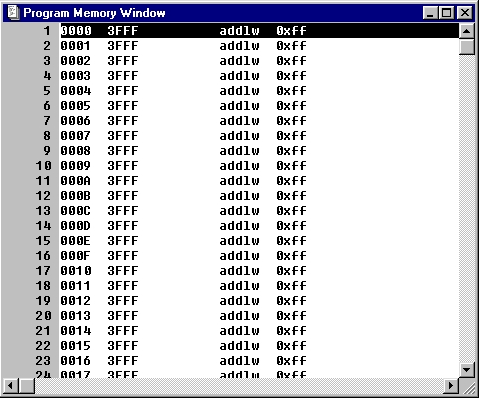 Program Memory Window
1 0000 3FFF addlw 0xff
2 0001 3FFF addlw 0xff
3 0002 3FFF addlw 0xff
4 0003 3FFF addlw 0xff
5 0004 3FFF addlw 0xff
6 0005 3FFF addlw 0xff
7 0006 3FFF addlw 0xff
8 0007 3FFF addlw 0xff
9 0008 3FFF addlw 0xff
10 0009 3FFF addlw 0xff
11 000A 3FFF addlw 0xff
12 000B 3FFF addlw 0xff
13 000C 3FFF addlw 0xff
14 000D 3FFF addlw 0xff
15 000E 3FFF addlw 0xff
16 000F 3FFF addlw 0xff
17 0010 3FFF addlw 0xff
18 0011 3FFF addlw 0xff
19 0012 3FFF addlw 0xff
20 0013 3FFF addlw 0xff
21 0014 3FFF addlw 0xff
22 0015 3FFF addlw 0xff
23 0016 3FFF addlw 0xff
24 0017 3FFF addlw 0xff